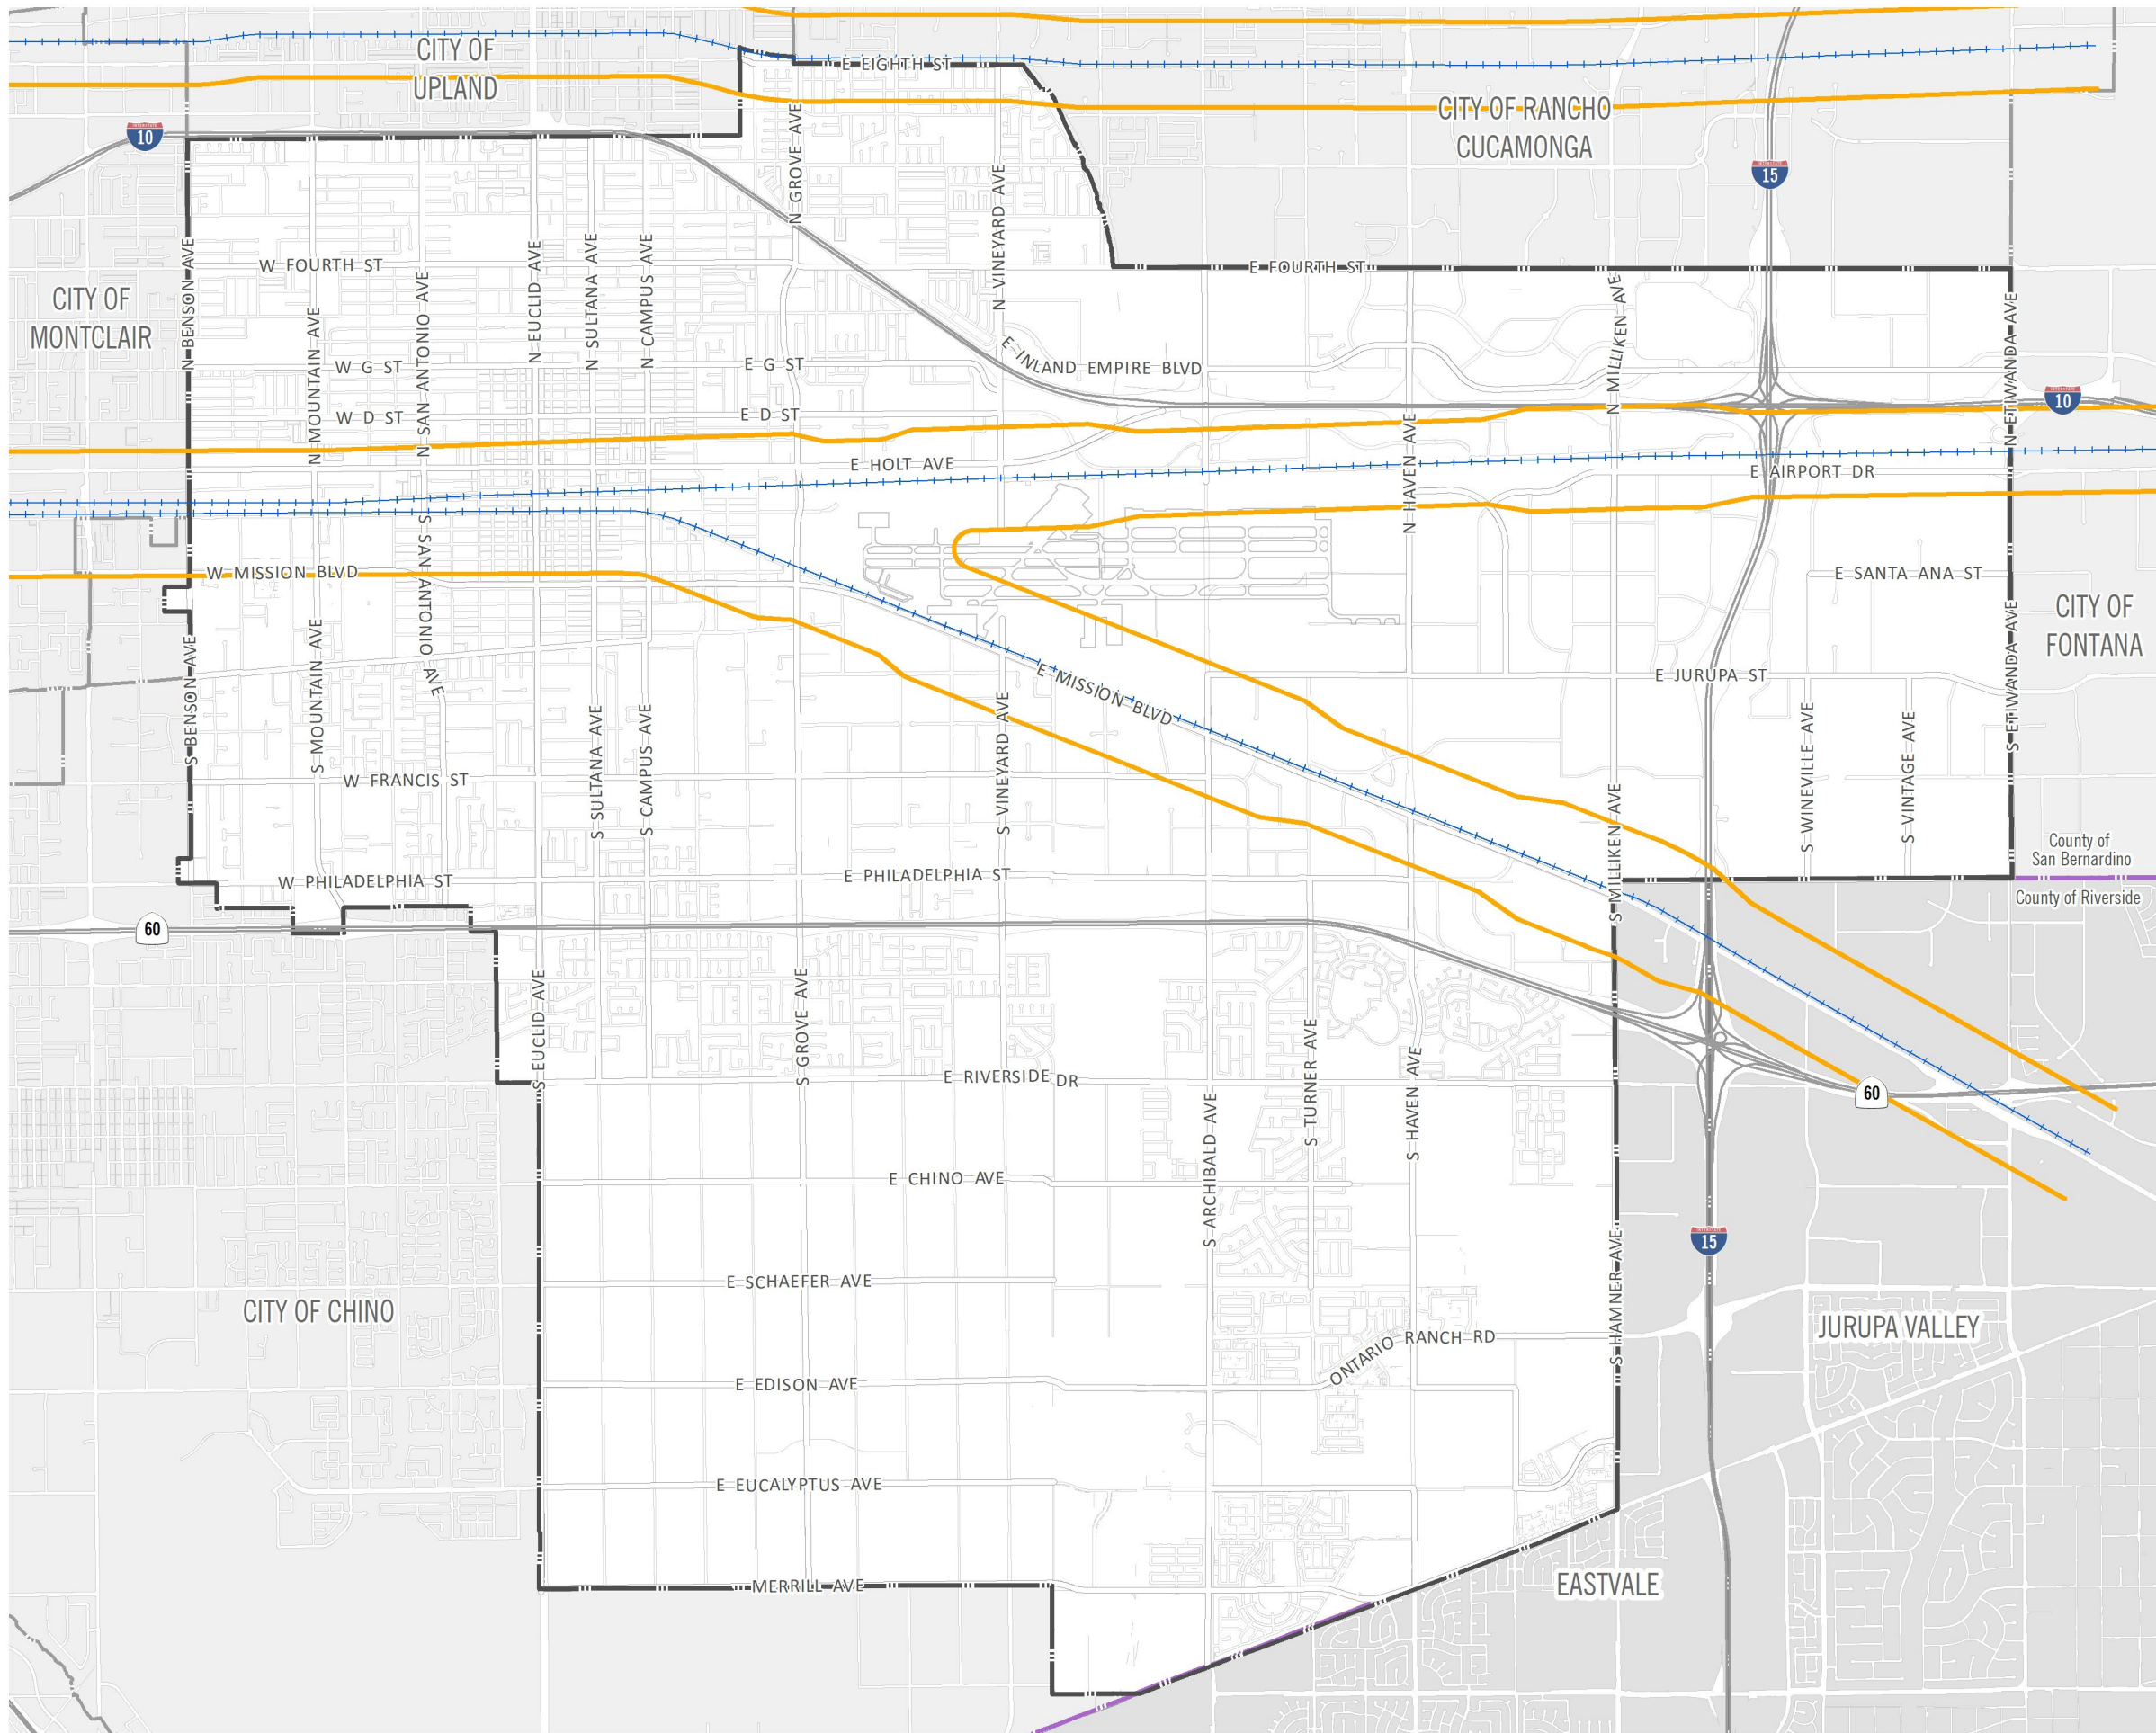 CITY OF
UPLAND
E EIGHTH ST
CITY OF RANCHO
CUCAMONGA
INTERSTATE
10
INTERSTATE
15
N GROVE AVE
N VINEYARD AVE
N BENSON AVE
W FOURTH ST
E FOURTH ST
CITY OF
MONTCLAIR
N MOUNTAIN AVE
N SAN ANTONIO AVE
N EUCLID AVE
N SULTANA AVE
N CAMPUS AVE
N MILLIKEN AVE
N ETIWANDA AVE
W G ST
E G ST
E INLAND EMPIRE BLVD
W D ST
E D ST
INTERSTATE
10
E HOLT AVE
N HAVEN AVE
E AIRPORT DR
W MISSION BLVD
S SAN ANTONIO AVE
E SANTA ANA ST
CITY OF
FONTANA
S BENSON AVE
S MOUNTAIN AVE
E MISSION BLVD
E JURUPA ST
S ETIWANDA AVE
S SULTANA AVE
S CAMPUS AVE
S VINEYARD AVE
S WINEVILLE AVE
S VINTAGE AVE
W FRANCIS ST
S MILLIKEN AVE
County of
San Bernardino
County of Riverside
W PHILADELPHIA ST
E PHILADELPHIA ST
60
S EUCLID AVE
S GROVE AVE
S TURNER AVE
S HAVEN AVE
E RIVERSIDE DR
60
S ARCHIBALD AVE
E CHINO AVE
INTERSTATE
15
S HAMNER AVE
E SCHAEFER AVE
CITY OF CHINO
JURUPA VALLEY
ONTARIO RANCH RD
E EDISON AVE
E EUCALYPTUS AVE
MERRILL AVE
EASTVALE